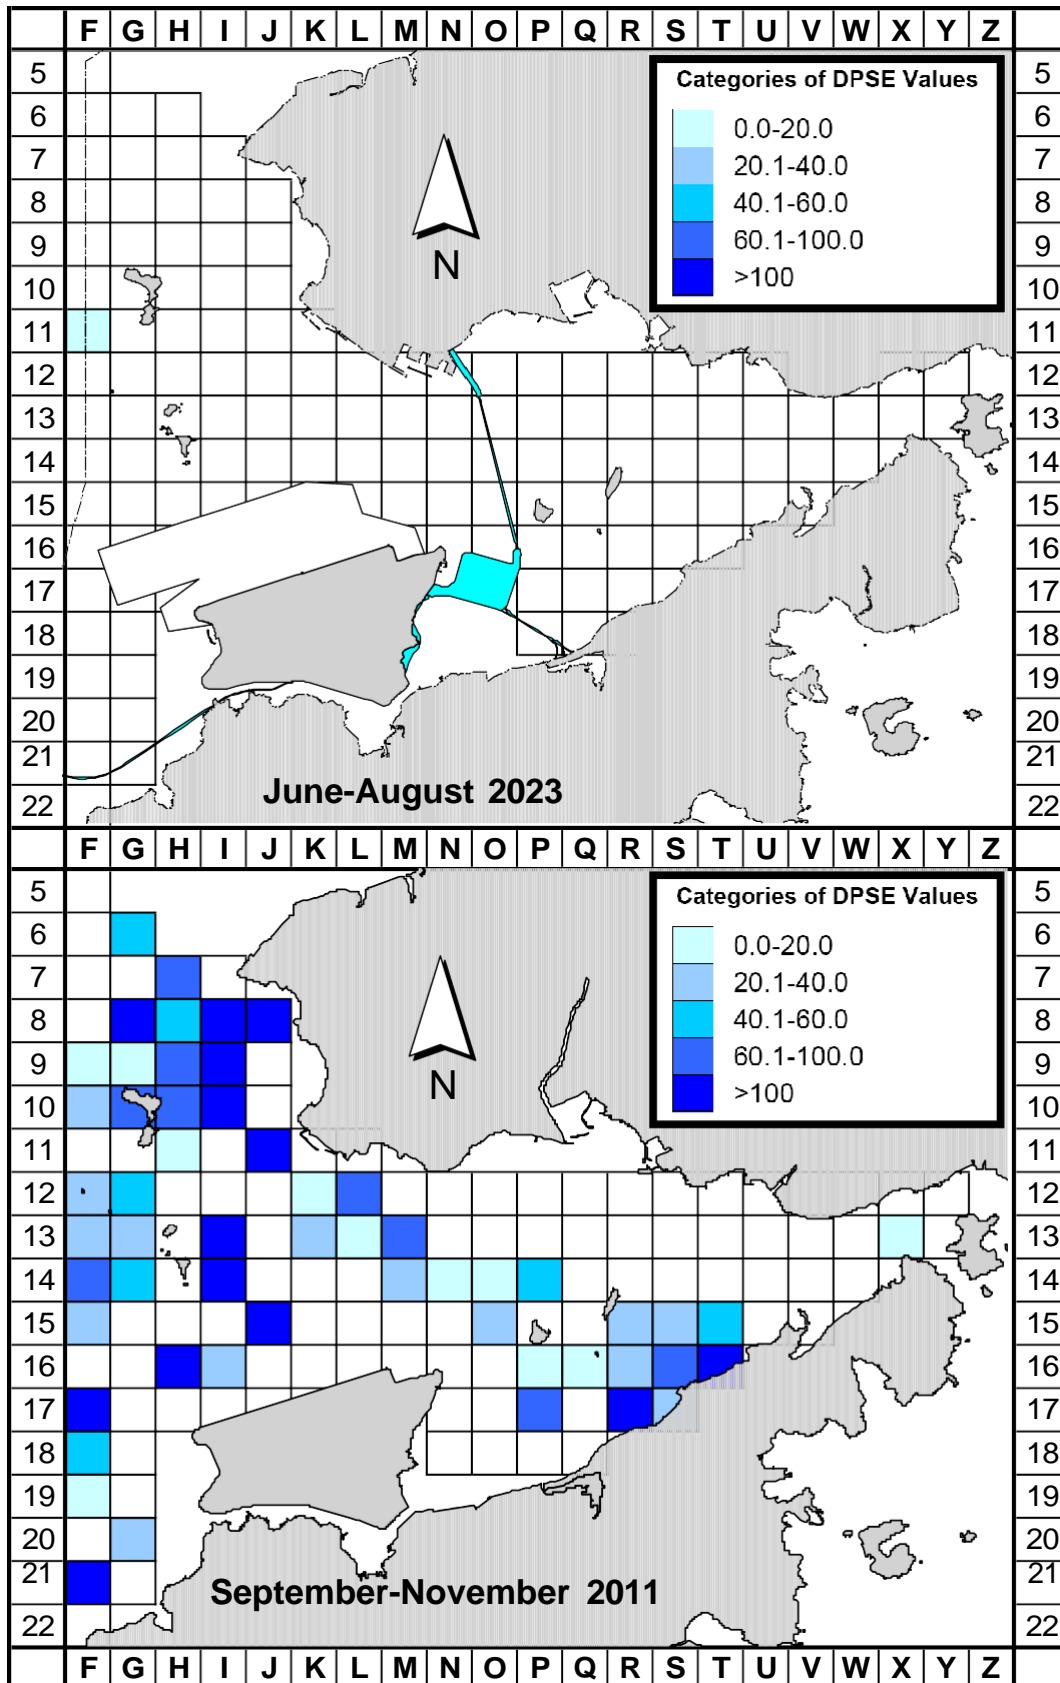 F G H I J K L M N O P Q R S T U V W X Y Z
5 5
Categories of DPSE Values
6 0.0-20.0 6
7 20.1-40.0 7
8 40.1-60.0 8
9 60.1-100.0 9
N
10 >100 10
11 11
12 12
13 13
14 14
15 15
16 16
17 17
18 18
19 19
20 20
21 21
June-August 2023
22 22
F G H I J K L M N O P Q R S T U V W X Y Z
5 5
Categories of DPSE Values
6 0.0-20.0 6
7 20.1-40.0 7
8 40.1-60.0 8
9 60.1-100.0 9
N
10 >100 10
11 11
12 12
13 13
14 14
15 15
16 16
17 17
18 18
19 19
20 20
21 21
September-November 2011
22 22
F G H I J K L M N O P Q R S T U V W X Y Z